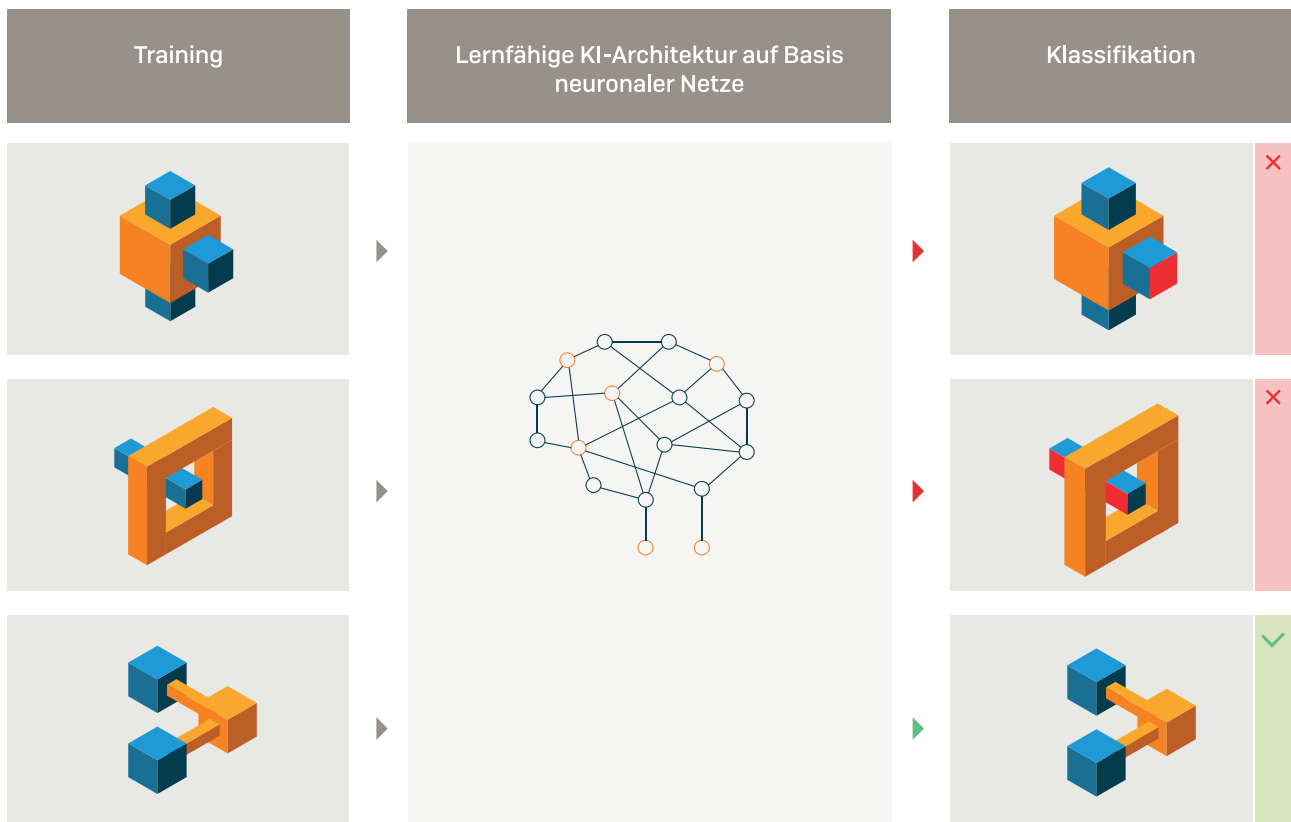 Training
Lernfähige KI-Architektur auf Basis
neuronaler Netze
Klassifikation